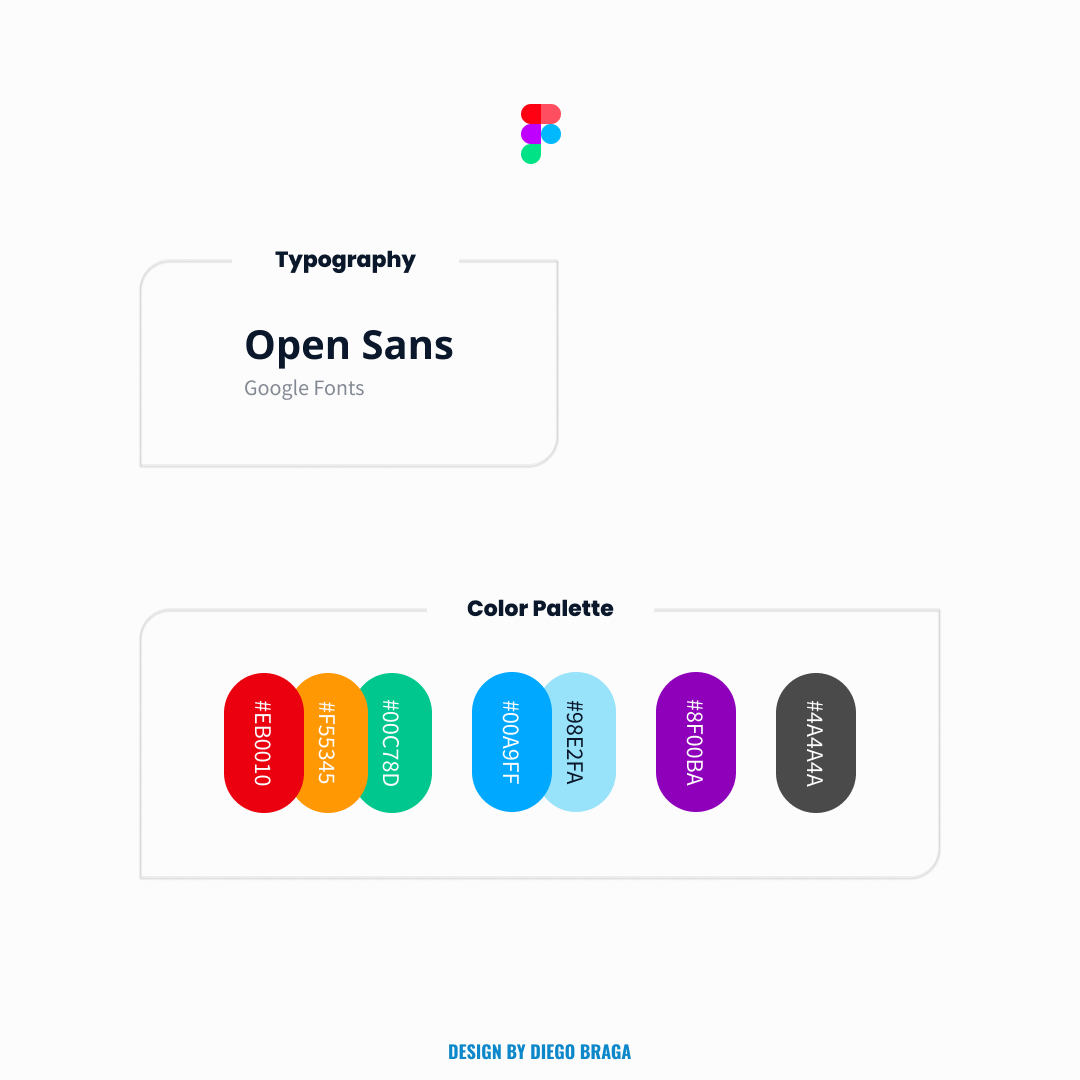 Typography
Open Sans
Google Fonts
Color Palette
#EB0010
#F55345
#00C78D
#00A9FF
#98E2FA
#8F00BA
#4A4A4A
DESIGN BY DIEGO BRAGA